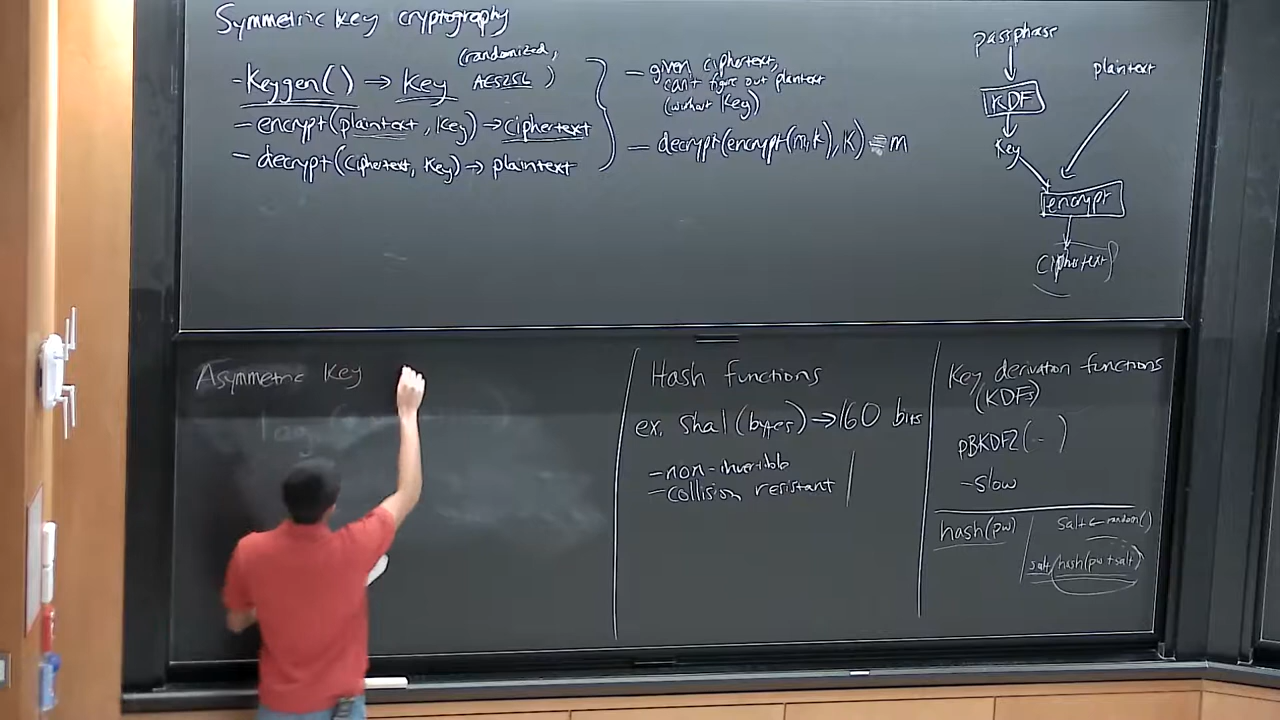 Symmetric key cryptography
(randomized,
-Keygen() → Key AES256 )
-encrypt(plaintext, Key) → ciphertext
-decrypt(ciphertext, Key) → plaintext
-given ciphertext,
can't figure out plaintext
(without Key)
-decrypt(encrypt(m,k), K) = m
passphase
KDF
Key
plaintext
encrypt
Ciphertext
Asymmetric Key
Hash functions
ex. Sha1(bytes) → 160 bits
-non-invertible
-collision resistant
Key derivation functions
(KDFs)
PBKDF2(...)
-Slow
hash(pw)
Salt ← random()
salt, hash(pw+salt)